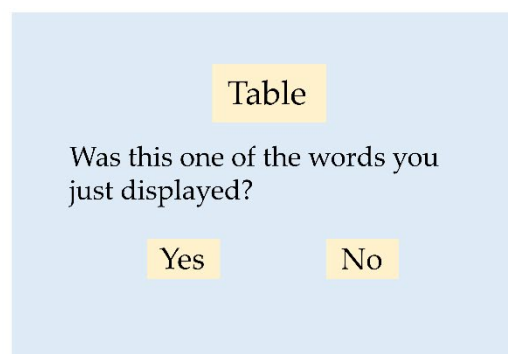 Table
Was this one of the words you
just displayed?
Yes
No